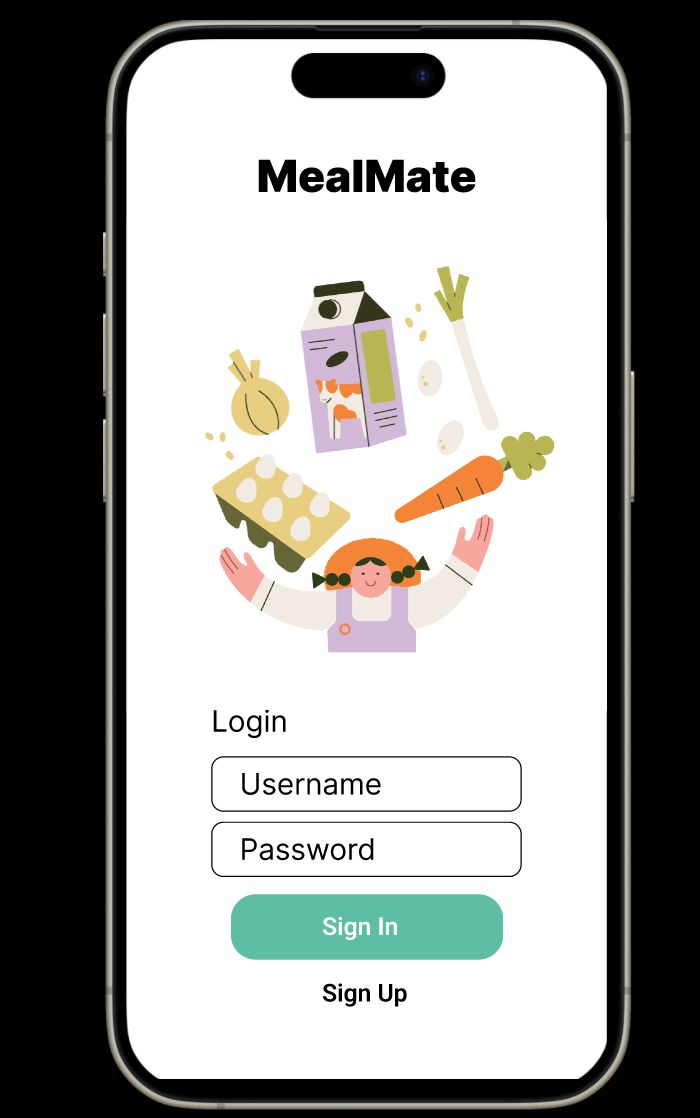 MealMate
Login
Username
Password
Sign In
Sign Up